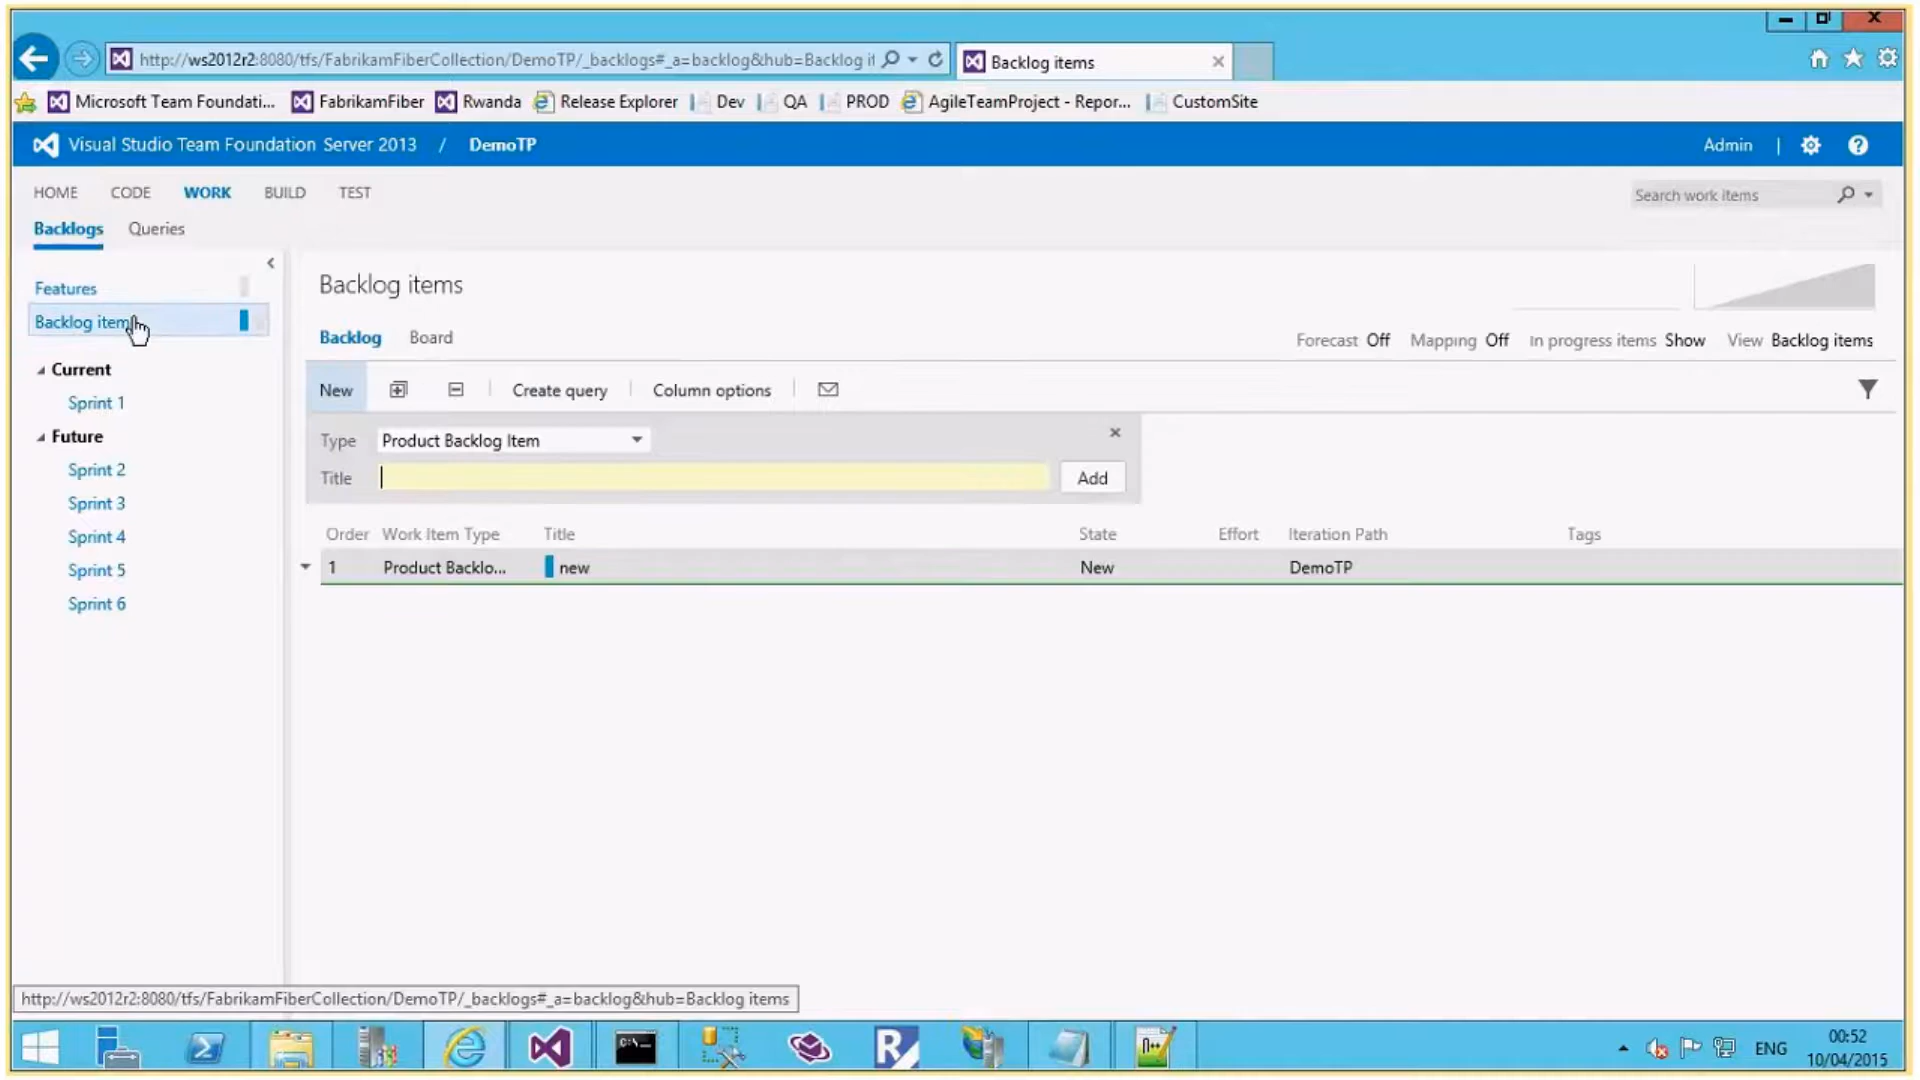 http://ws2012r2:8080/tfs/FabrikamFiberCollection/DemoTP/_backlogs#_a=backlog&hub=Backlog it
Backlog items
Microsoft Team Foundati... FabrikamFiber Rwanda Release Explorer Dev QA PROD AgileTeamProject - Repor... CustomSite
Visual Studio Team Foundation Server 2013 / DemoTP
Admin |
HOME CODE WORK BUILD TEST
Search work items
Backlogs Queries
Features
Backlog item
Current
Sprint 1
Future
Sprint 2
Sprint 3
Sprint 4
Sprint 5
Sprint 6
Backlog items
Backlog Board
Forecast Off Mapping Off In progress items Show View Backlog items
New Create query Column options
Type Product Backlog Item
Title Add
Order Work Item Type Title State Effort Iteration Path Tags
1 Product Backlo... new New DemoTP
http://ws2012r2:8080/tfs/FabrikamFiberCollection/DemoTP/_backlogs#_a=backlog&hub=Backlog items
ENG
00:52
10/04/2015